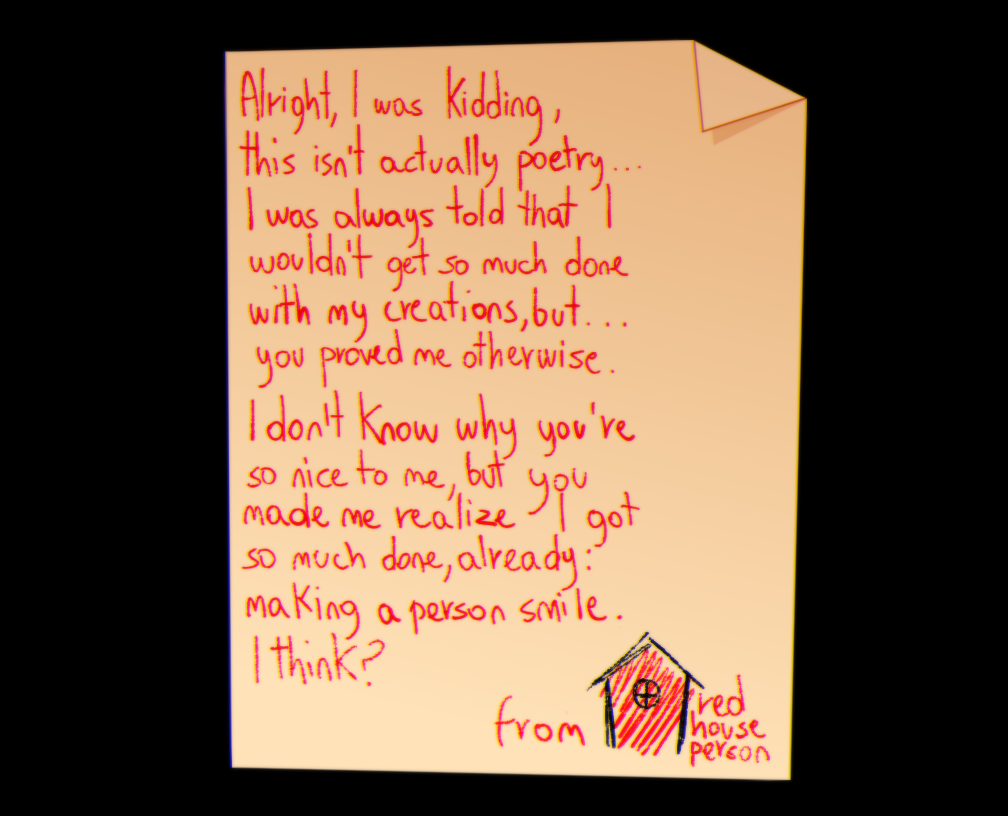 Alright, I was Kidding,
this isn't actually poetry...
I was always told that I
wouldn't get so much done
with my creations, but...
you proved me otherwise.
I don't know why you're
so nice to me, but you
made me realize I got
so much done, already:
making a person smile.
I think?
from
red
house
person